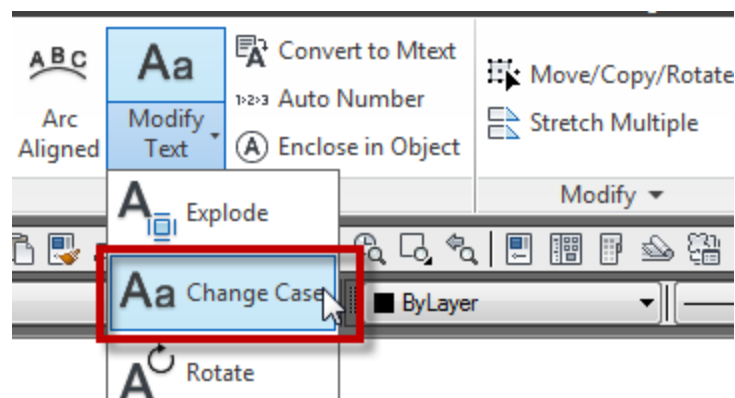 ABC
Arc
Aligned
Aa
Modify
Text
A Convert to Mtext
1>2>3 Auto Number
A Enclose in Object
Move/Copy/Rotate
Stretch Multiple
Modify
A Explode
Aa Change Case
ByLayer
A Rotate